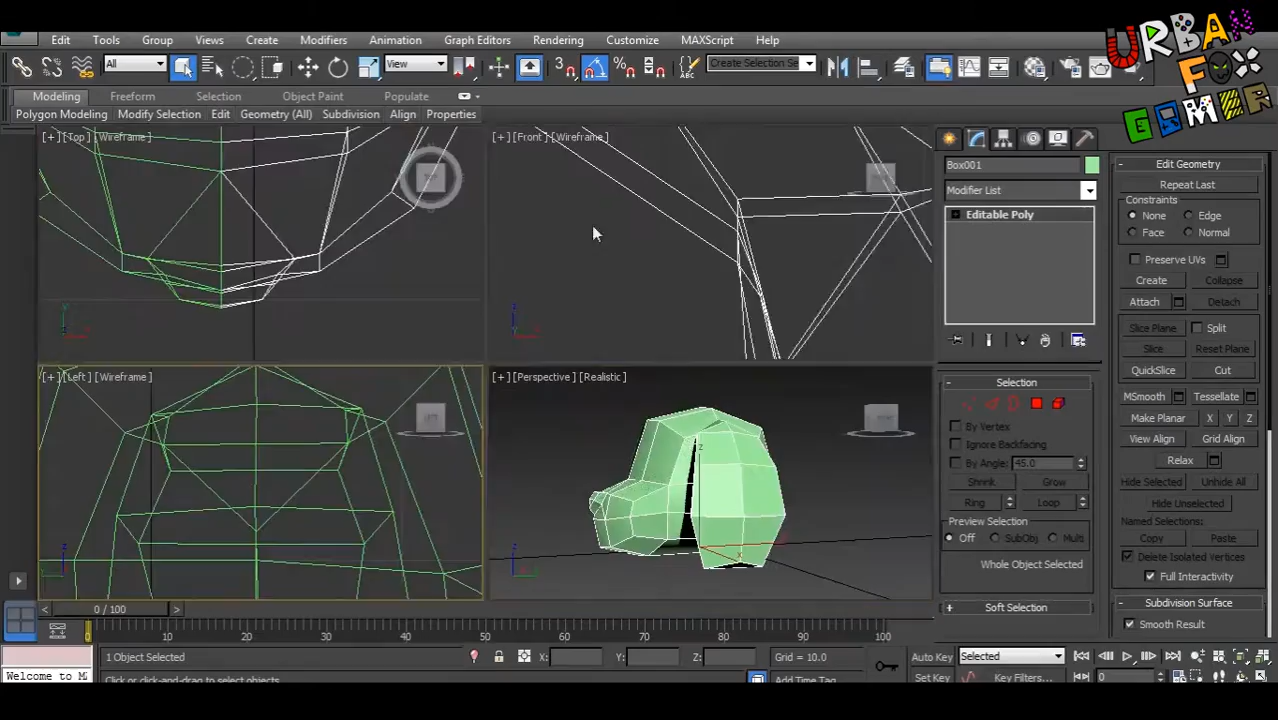 URBAN
FOX
GAMER
Edit Tools Group Views Create Modifiers Animation Graph Editors Rendering Customize MAXScript Help
All View 3 % ABC Create Selection Se
Modeling Freeform Selection Object Paint Populate
Polygon Modeling Modify Selection Edit Geometry (All) Subdivision Align Properties
[+] [Top] [Wireframe]
[+] [Front] [Wireframe]
[+] [Left] [Wireframe]
[+] [Perspective] [Realistic]
Box001
Modifier List
Editable Poly
Selection
By Vertex
Ignore Backfacing
By Angle: 45.0
Shrink Grow
Ring Loop
Preview Selection
Off SubObj Multi
Whole Object Selected
Soft Selection
Edit Geometry
Repeat Last
Constraints
None Edge
Face Normal
Preserve UVs
Create Collapse
Attach Detach
Slice Plane Split
Slice Reset Plane
QuickSlice Cut
MSmooth Tessellate
Make Planar X Y Z
View Align Grid Align
Relax
Hide Selected Unhide All
Hide Unselected
Named Selections:
Copy Paste
Delete Isolated Vertices
Full Interactivity
Subdivision Surface
Smooth Result
< 0 / 100 >
0 10 20 30 40 50 60 70 80 90 100
1 Object Selected X: Y: Z: Grid = 10.0 Auto Key Selected
Welcome to M Click or click-and-drag to select objects Add Time Tag Set Key Key Filters... 0